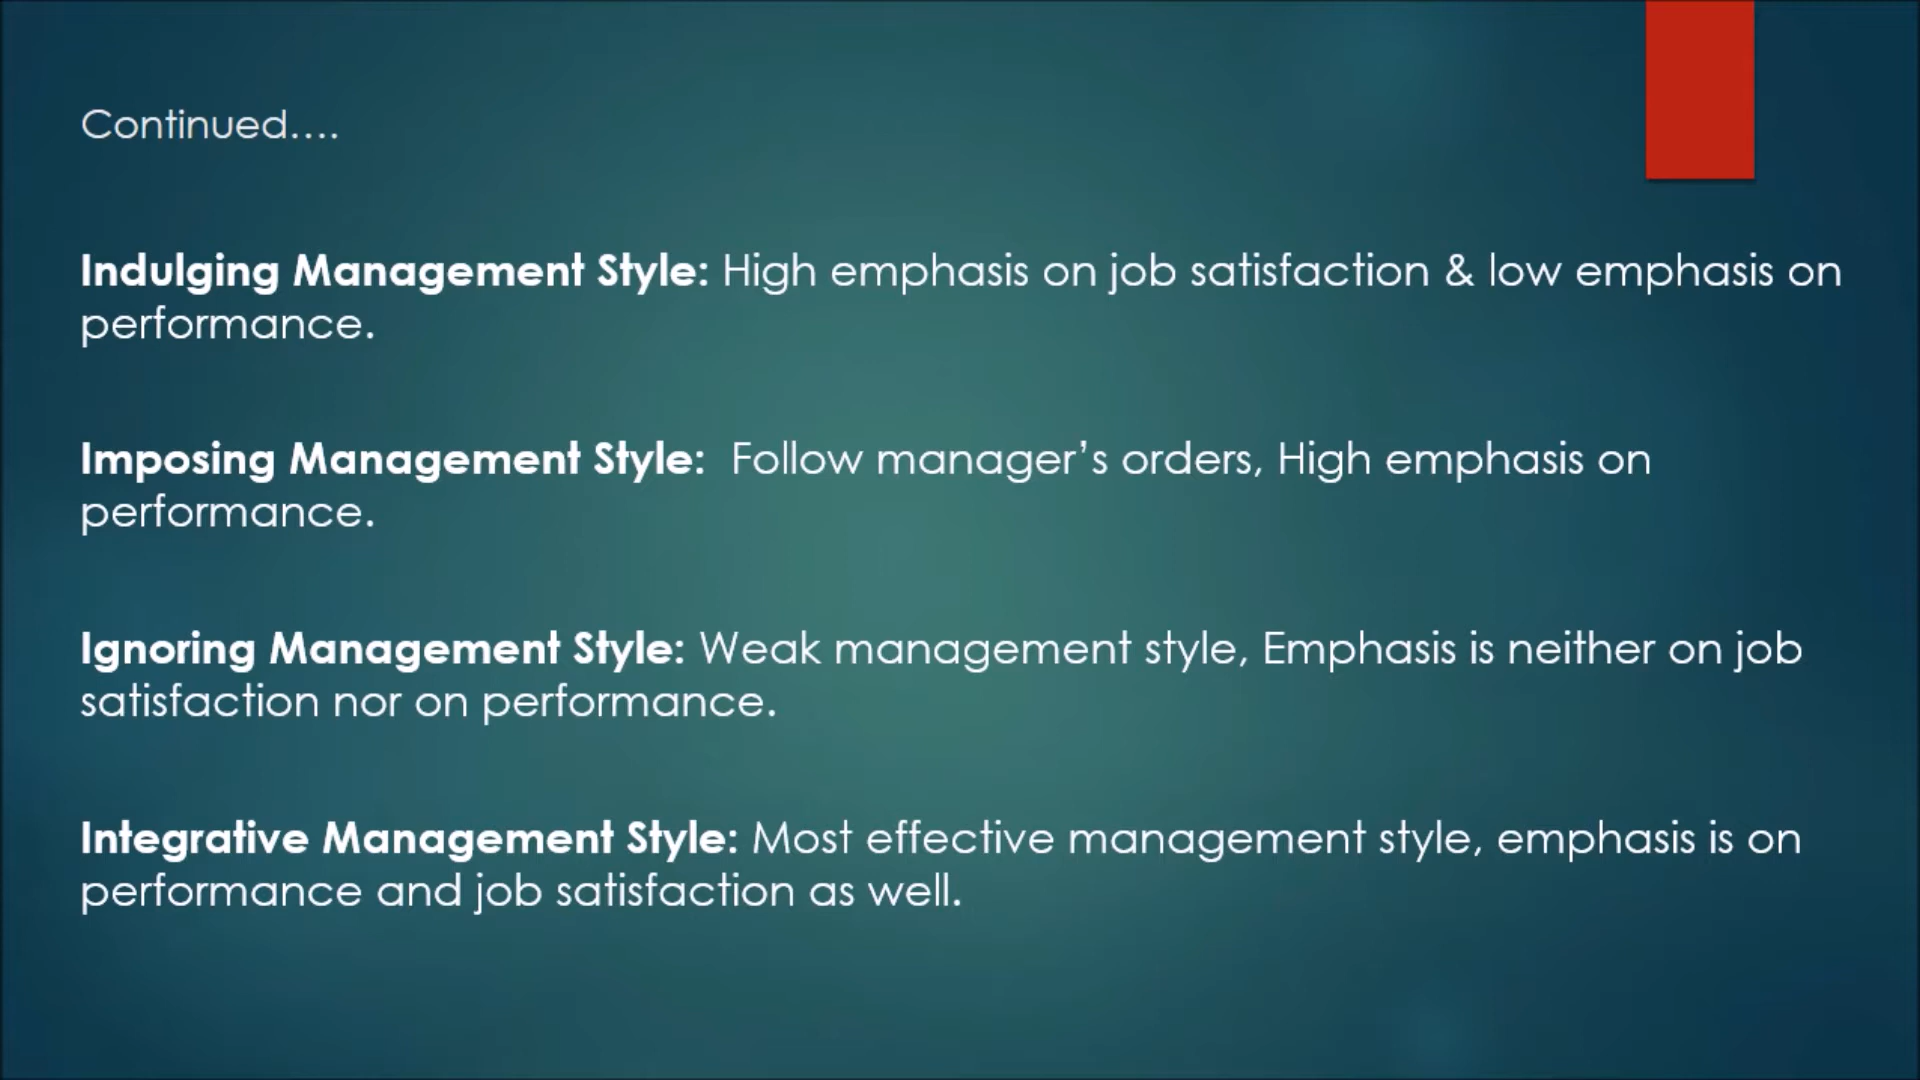 Continued....
Indulging Management Style: High emphasis on job satisfaction & low emphasis on
performance.
Imposing Management Style: Follow manager’s orders, High emphasis on
performance.
Ignoring Management Style: Weak management style, Emphasis is neither on job
satisfaction nor on performance.
Integrative Management Style: Most effective management style, emphasis is on
performance and job satisfaction as well.